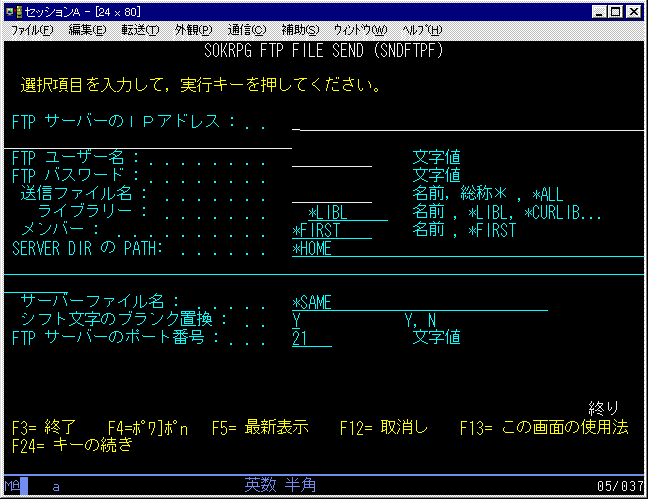 セッションA - [24 x 80]
ファイル(F) 編集(E) 転送(T) 外観(P) 通信(C) 補助(S) ウィンドウ(W) ヘルプ(H)
SOKRPG FTP FILE SEND (SNDFTPF)
選択項目を入力して，実行キーを押してください。
FTP サーバーのＩＰアドレス : . .
FTP ユーザー名 : . . . . . . . . 文字値
FTP パスワード : . . . . . . . . 文字値
送信ファイル名 : . . . . . . . 名前，総称＊ , *ALL
ライブラリー : . . . . . . . *LIBL 名前 , *LIBL, *CURLIB...
メンバー : . . . . . . . . . . *FIRST 名前 , *FIRST
SERVER DIR の PATH: . . . . . . *HOME
サーバーファイル名 : . . . . . . *SAME
シフト文字のブランク置換 : . . Y Y, N
FTP サーバーのポート番号 : . . . 21 文字値
終り
F3= 終了 F4=ﾎﾟﾜ]ﾎﾟn F5= 最新表示 F12= 取消し F13= この画面の使用法
F24= キーの続き
MA a 英数 半角 05/037